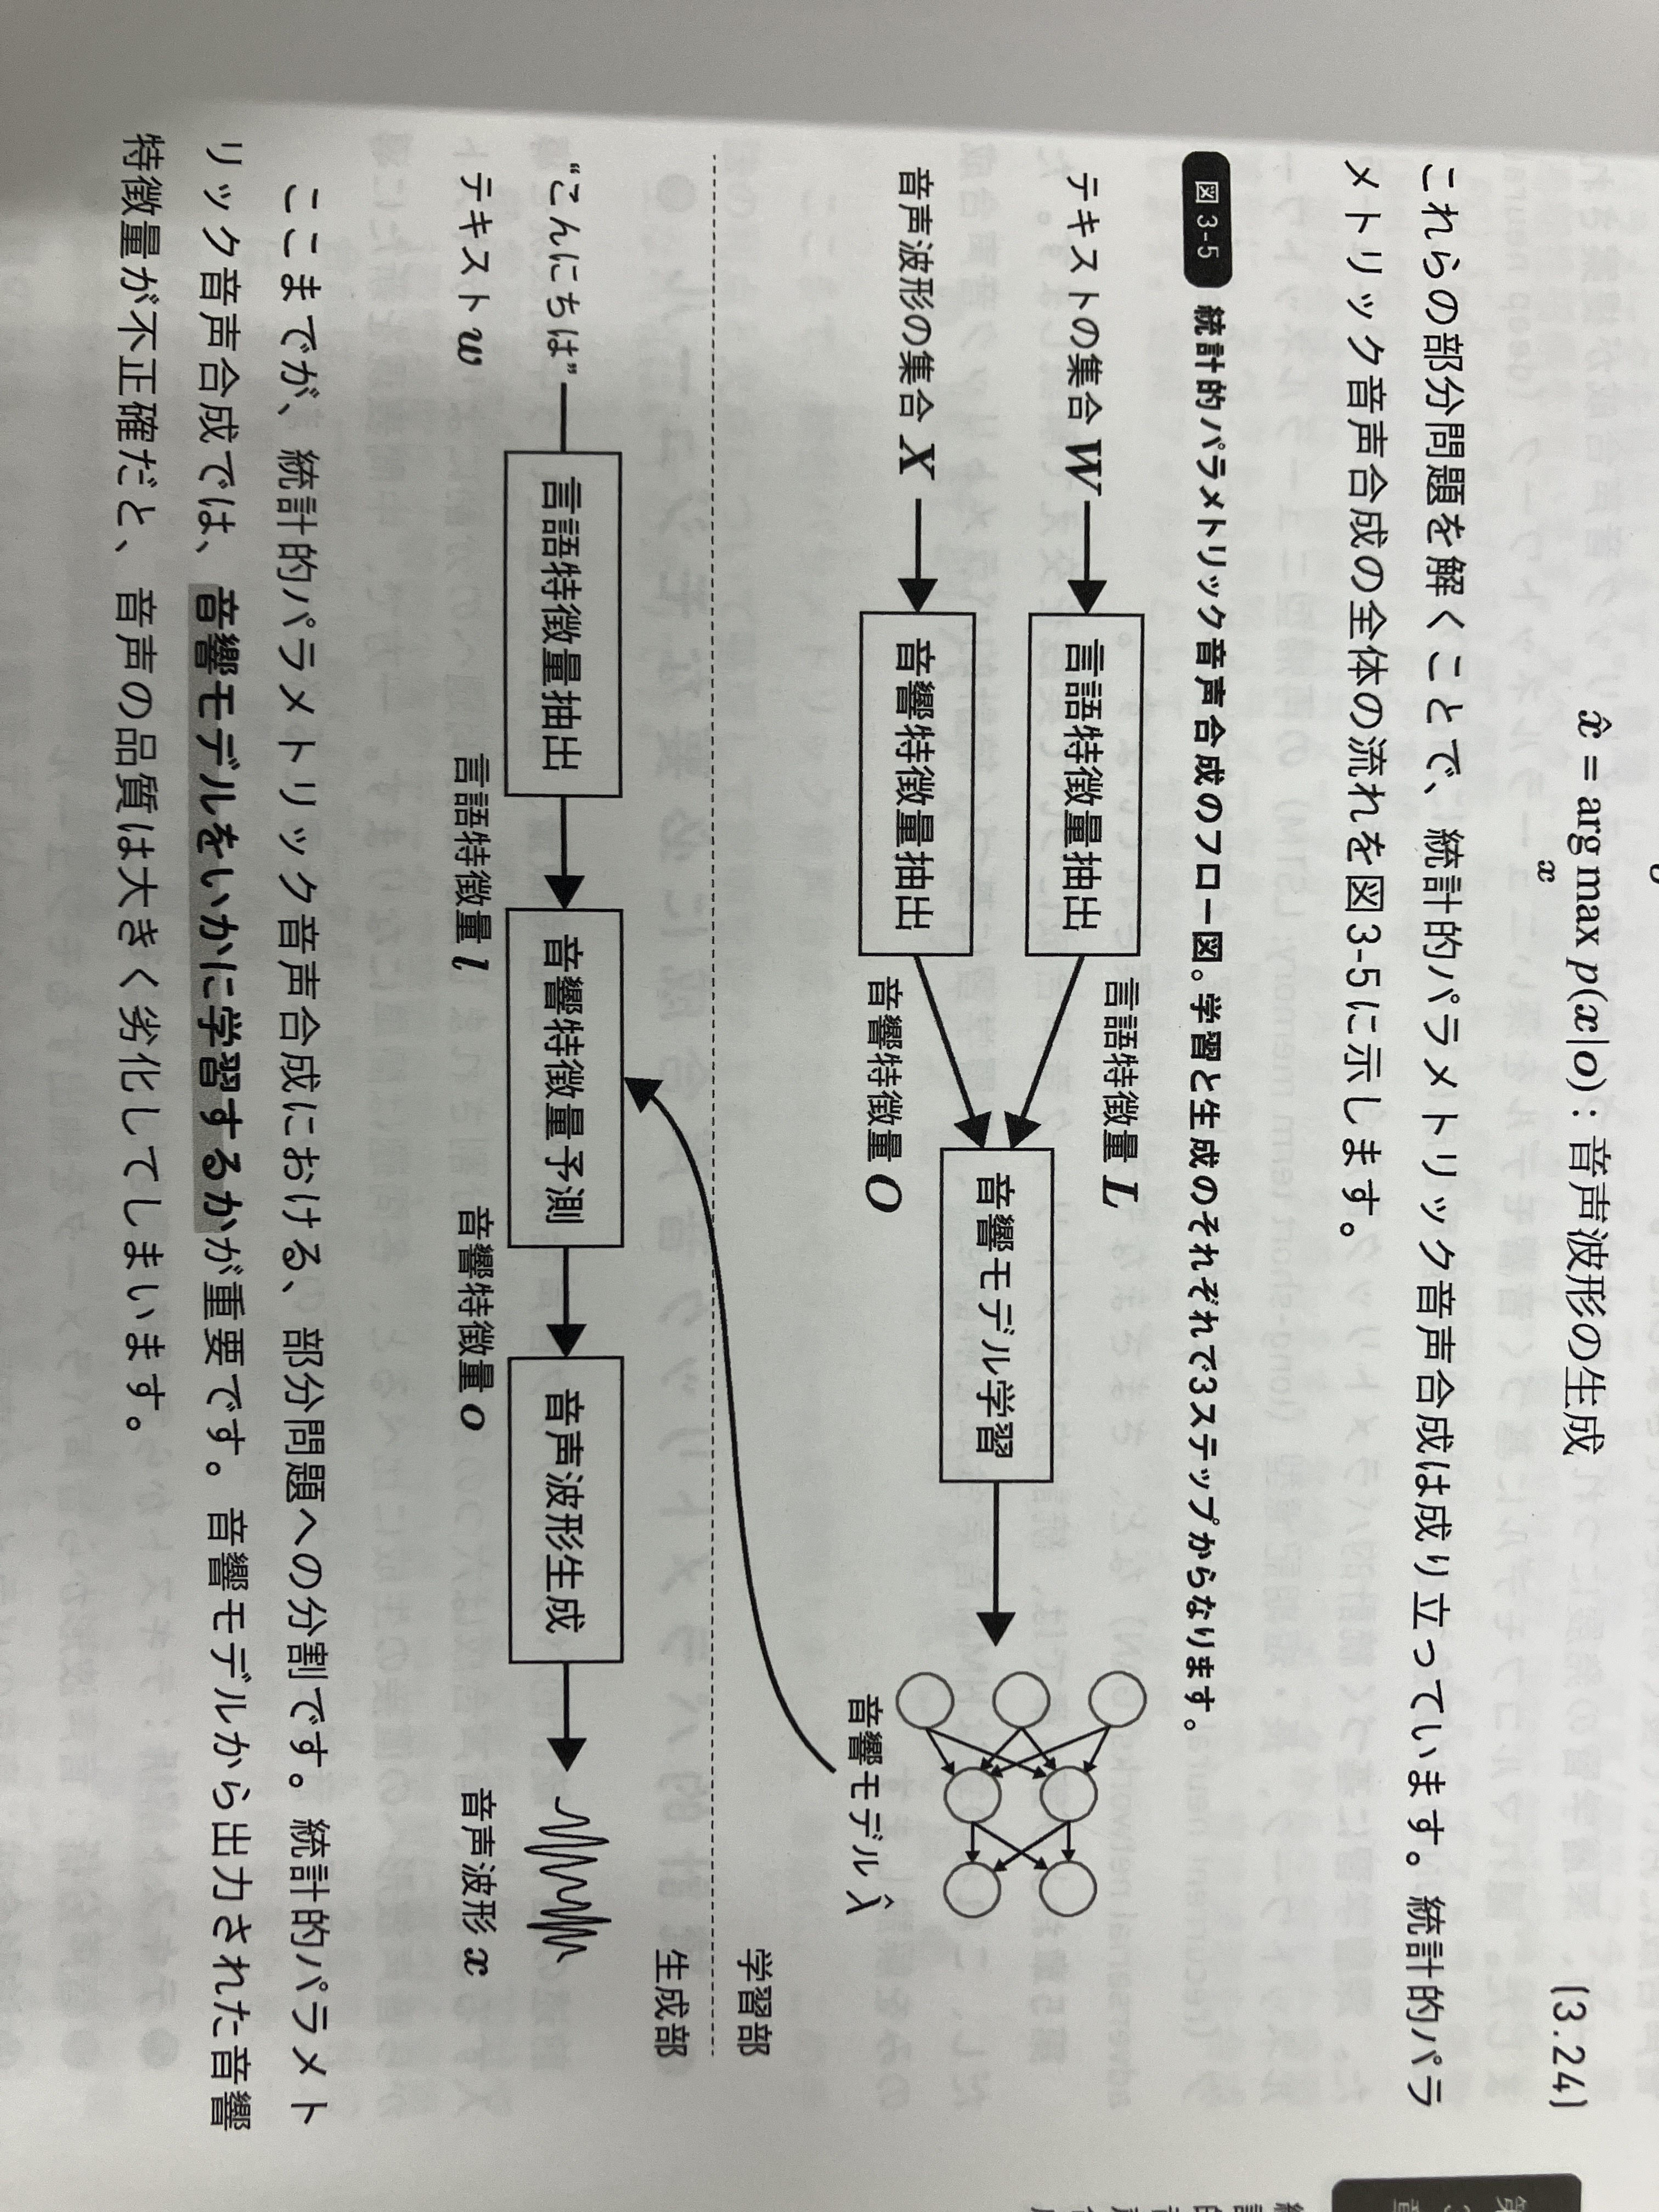 x̂ = arg max p(x|o) : 音声波形の生成 (3.24)
x
これらの部分問題を解くことで、統計的パラメトリック音声合成は成り立っています。統計的パラ
メトリック音声合成の全体の流れを図3-5に示します。
図3-5 統計的パラメトリック音声合成のフロー図。学習と生成のそれぞれで3ステップからなります。
テキストの集合 W
言語特徴量抽出
言語特徴量 L
音声波形の集合 X
音響特徴量抽出
音響特徴量 O
音響モデル学習
音響モデル λ̂
学習部
生成部
“こんにちは”
テキスト w
言語特徴量抽出
言語特徴量 l
音響特徴量予測
音響特徴量 o
音声波形生成
音声波形 x
ここまでが、統計的パラメトリック音声合成における、部分問題への分割です。統計的パラメト
リック音声合成では、音響モデルをいかに学習するかが重要です。音響モデルから出力された音響
特徴量が不正確だと、音声の品質は大きく劣化してしまいます。